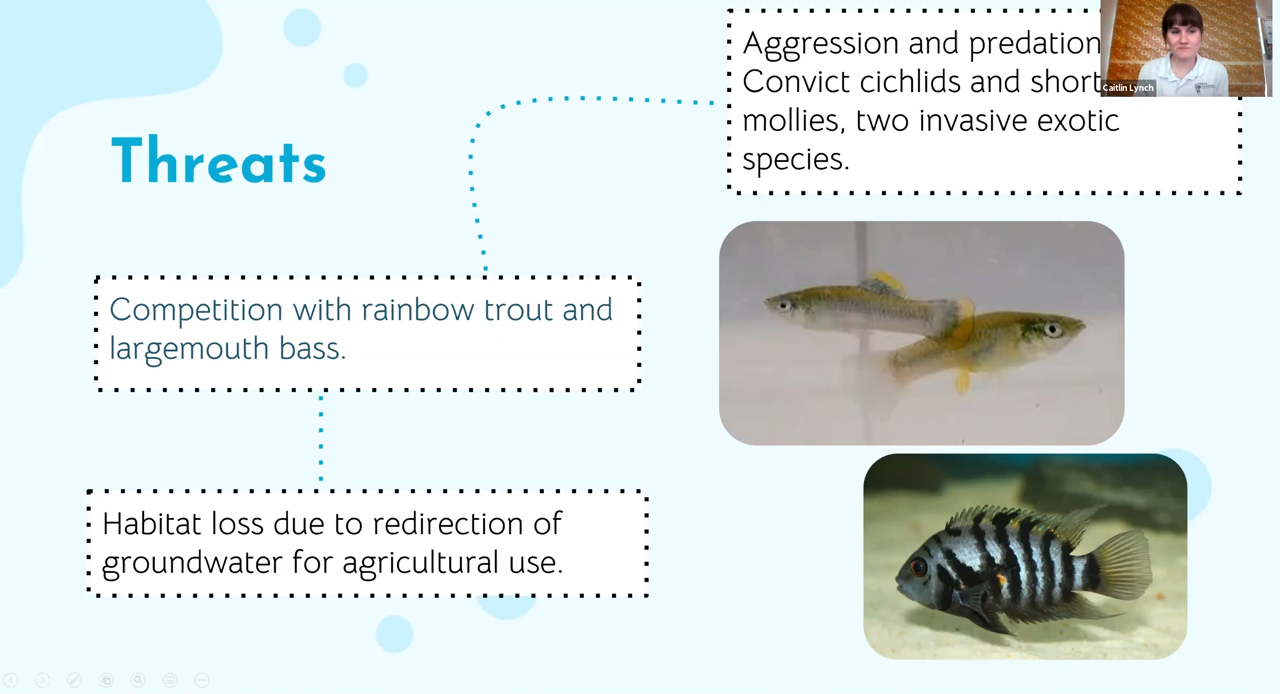 Threats
Competition with rainbow trout and
largemouth bass.
Habitat loss due to redirection of
groundwater for agricultural use.
Aggression and predation
Convict cichlids and short
mollies, two invasive exotic
species.
Caitlin Lynch